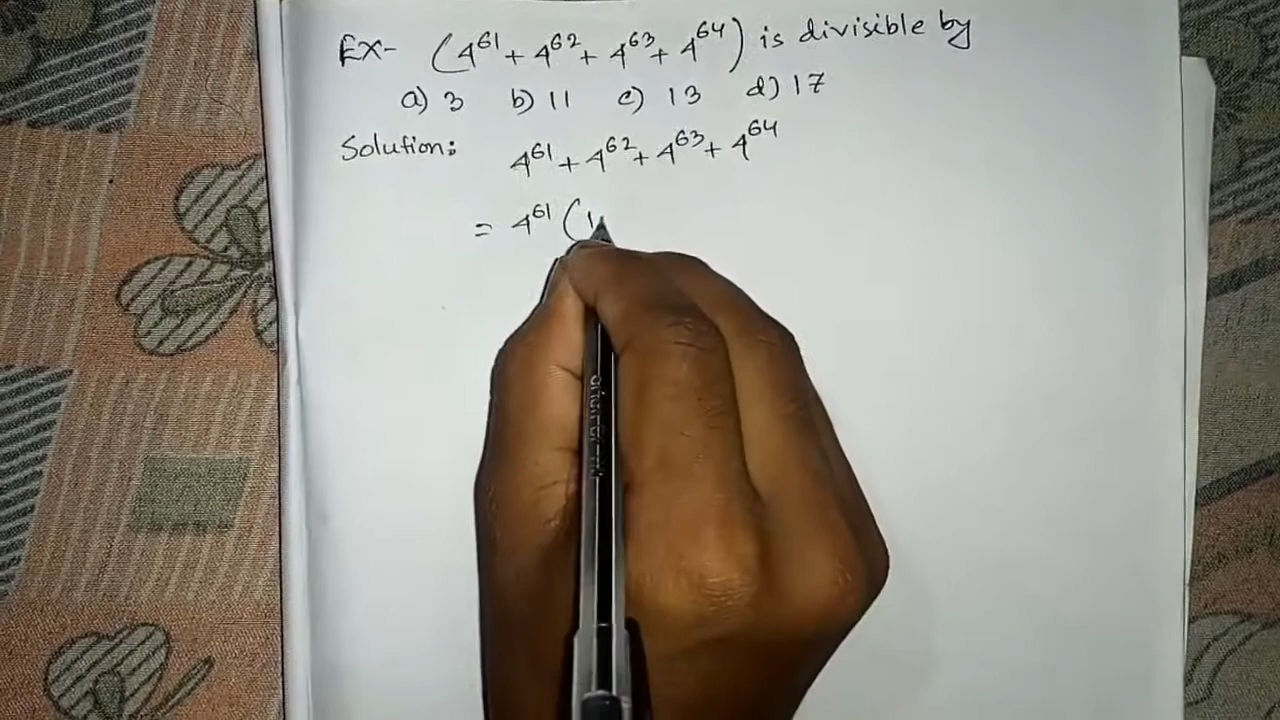 Ex- (4^61 + 4^62 + 4^63 + 4^64) is divisible by
a) 3 b) 11 c) 13 d) 17
Solution: 4^61 + 4^62 + 4^63 + 4^64
= 4^61 (1